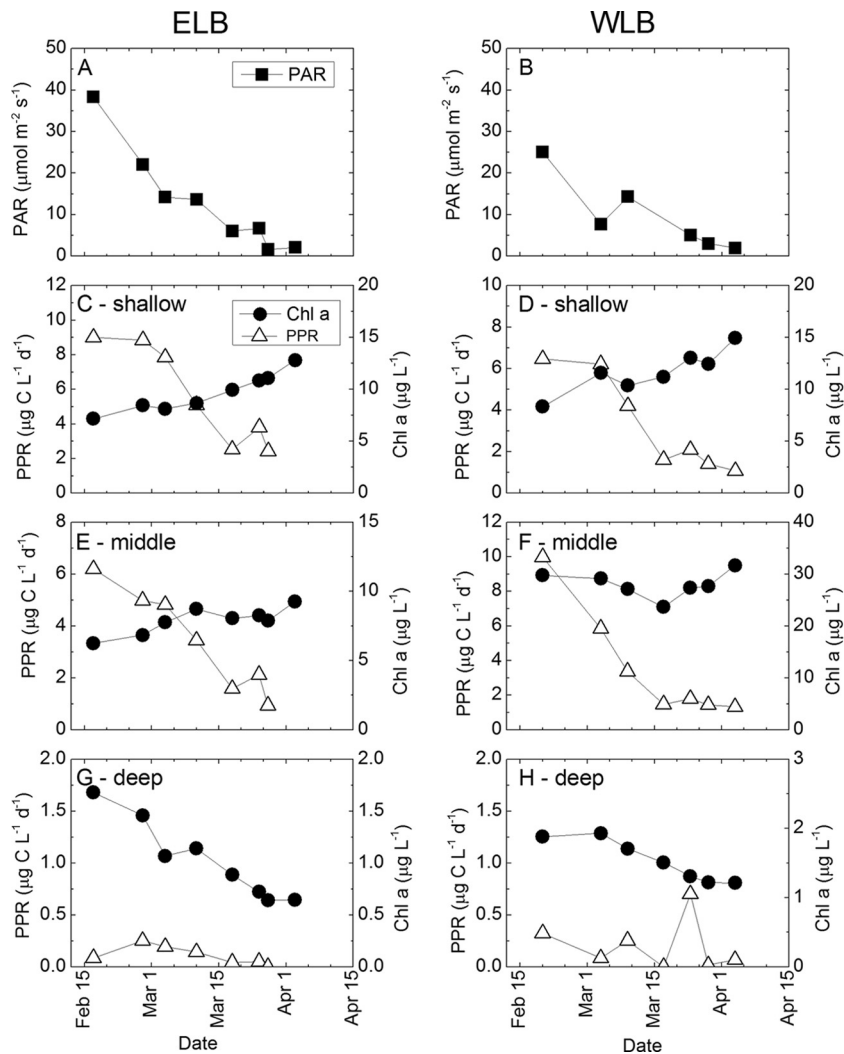 ELB WLB
A
PAR
50
40
30
20
10
0
PAR (μmol m⁻² s⁻¹)
B
50
40
30
20
10
0
PAR (μmol m⁻² s⁻¹)
C - shallow
Chl a
PPR
12
10
8
6
4
2
0
PPR (μg C L⁻¹ d⁻¹)
20
15
10
5
0
Chl a (μg L⁻¹)
D - shallow
10
8
6
4
2
0
PPR (μg C L⁻¹ d⁻¹)
20
15
10
5
0
Chl a (μg L⁻¹)
E - middle
8
6
4
2
0
PPR (μg C L⁻¹ d⁻¹)
15
10
5
0
Chl a (μg L⁻¹)
F - middle
12
10
8
6
4
2
0
PPR (μg C L⁻¹ d⁻¹)
40
30
20
10
0
Chl a (μg L⁻¹)
G - deep
2.0
1.5
1.0
0.5
0.0
PPR (μg C L⁻¹ d⁻¹)
2.0
1.5
1.0
0.5
0.0
Chl a (μg L⁻¹)
Feb 15
Mar 1
Mar 15
Apr 1
Apr 15
Date
H - deep
2.0
1.5
1.0
0.5
0.0
PPR (μg C L⁻¹ d⁻¹)
3
2
1
0
Chl a (μg L⁻¹)
Feb 15
Mar 1
Mar 15
Apr 1
Apr 15
Date